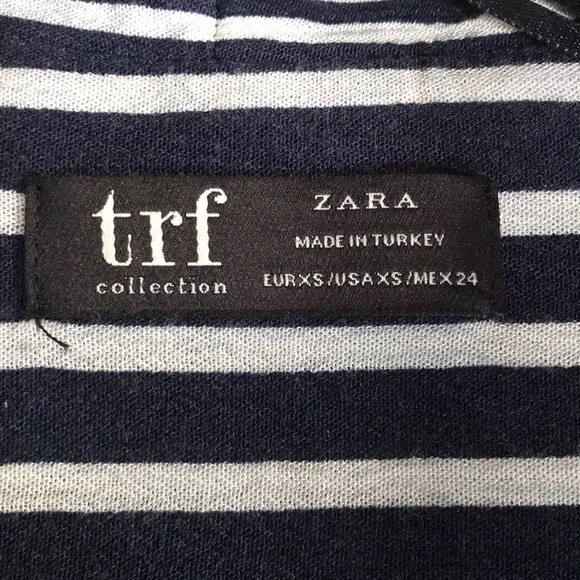 trf
collection
ZARA
MADE IN TURKEY
EUR XS / USA XS / MEX 24